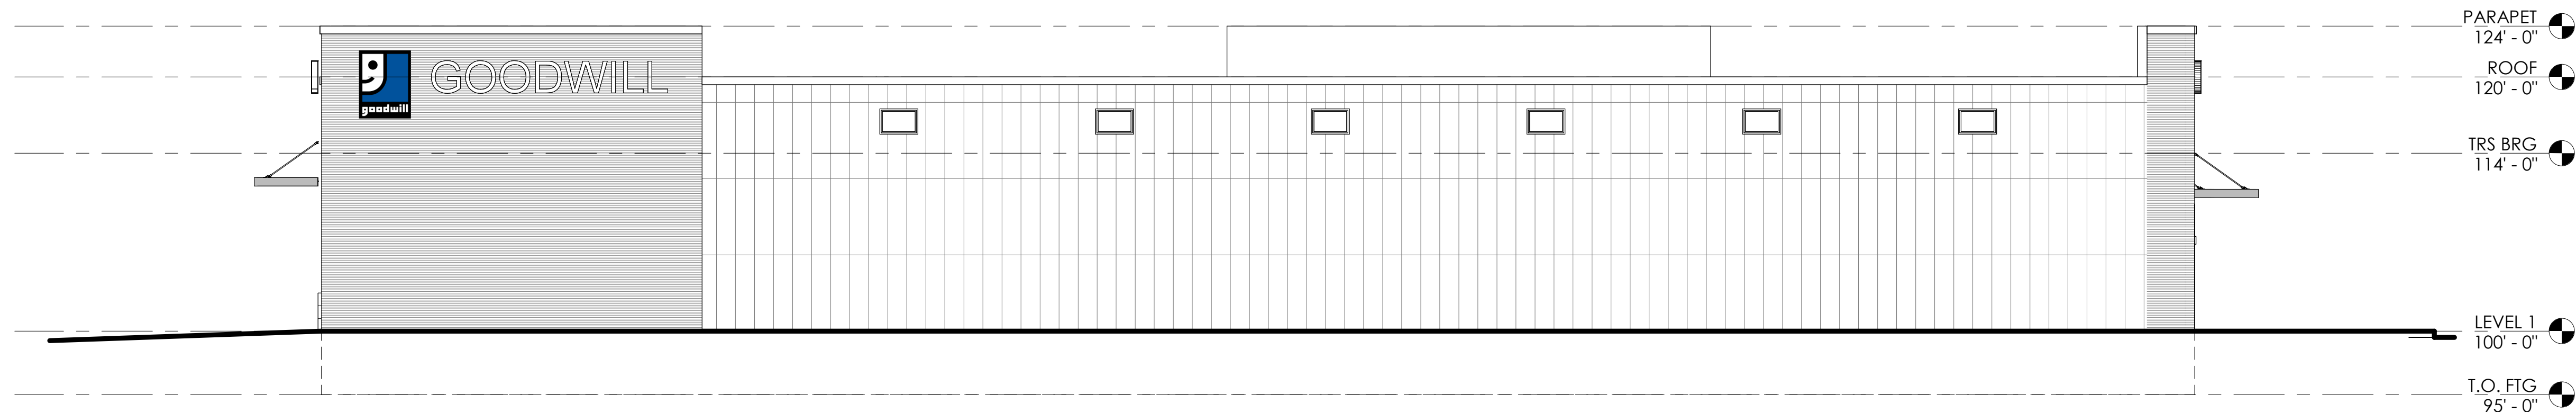 PARAPET
124' - 0"
GOODWILL
goodwill
ROOF
120' - 0"
TRS BRG
114' - 0"
LEVEL 1
100' - 0"
T.O. FTG
95' - 0"